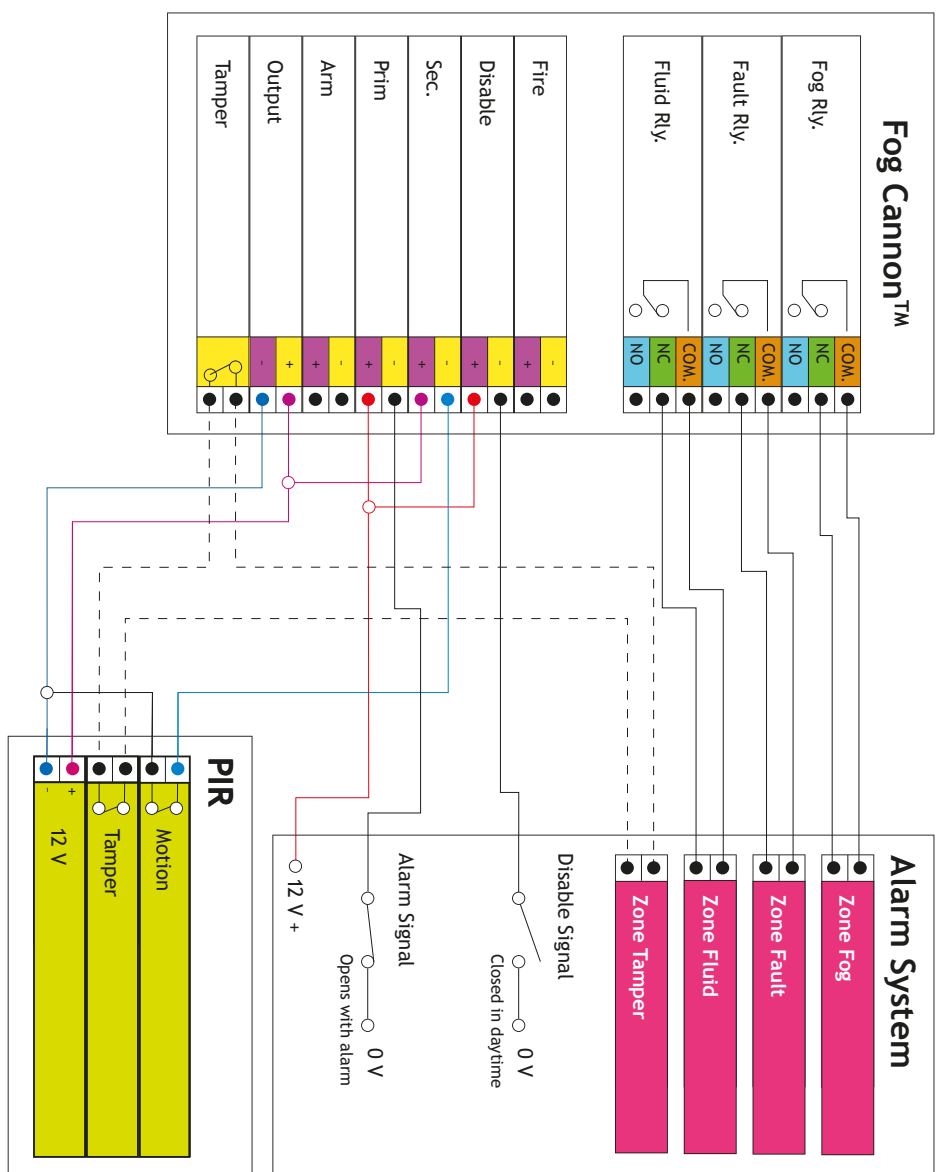 Fog Cannon™
Fog Rly.
Fault Rly.
Fluid Rly.
Fire
Disable
Sec.
Prim
Arm
Output
Tamper
COM.
NC
NO
COM.
NC
NO
COM.
NC
NO
-
+
-
+
-
+
-
+
-
+
+
-
Alarm System
Zone Fog
Zone Fault
Zone Fluid
Zone Tamper
Disable Signal
Closed in daytime
0 V
Alarm Signal
Opens with alarm
0 V
12 V +
PIR
Motion
Tamper
12 V
+
-